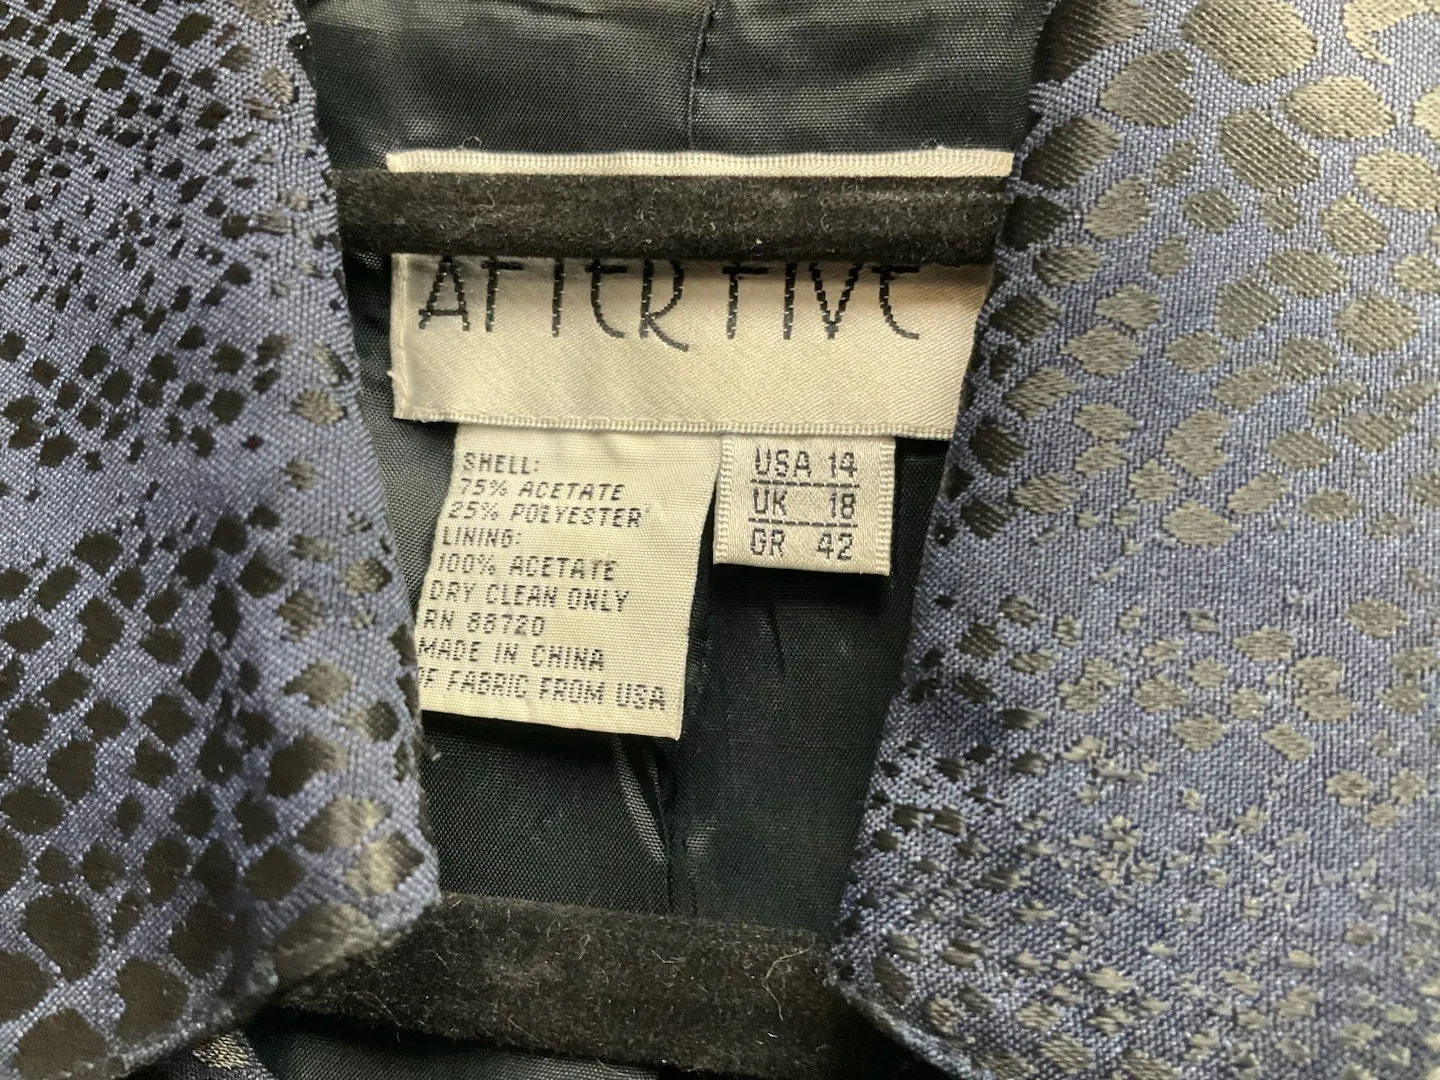 AFTER FIVE
SHELL:
75% ACETATE
25% POLYESTER
LINING:
100% ACETATE
DRY CLEAN ONLY
RN 88720
MADE IN CHINA
OF FABRIC FROM USA
USA 14
UK 18
GR 42